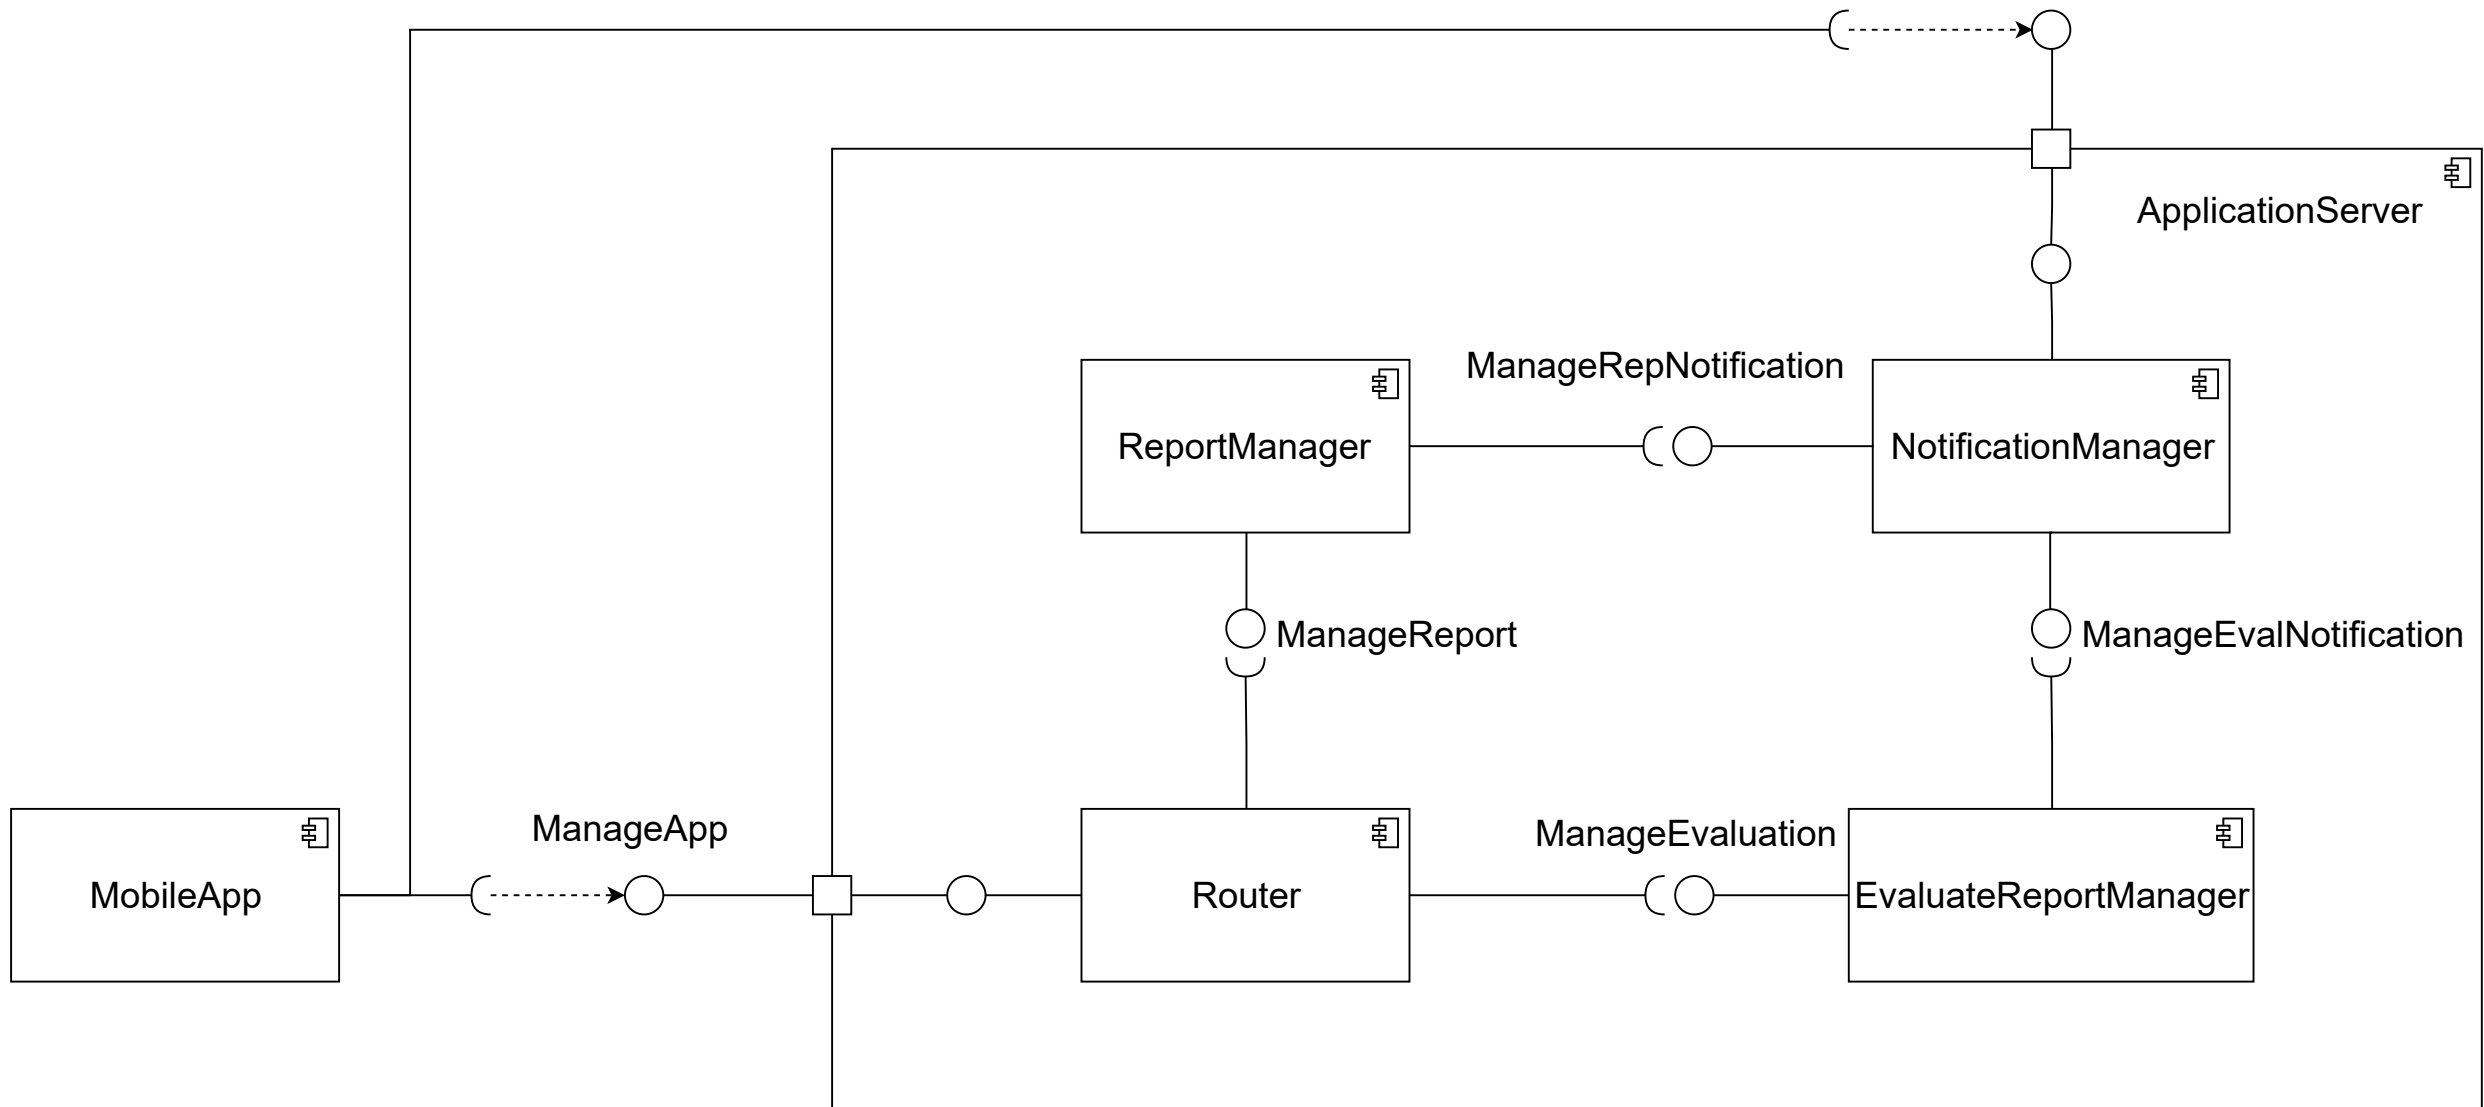 ApplicationServer
ManageRepNotification
ReportManager
NotificationManager
ManageReport
ManageEvalNotification
ManageApp
ManageEvaluation
MobileApp
Router
EvaluateReportManager